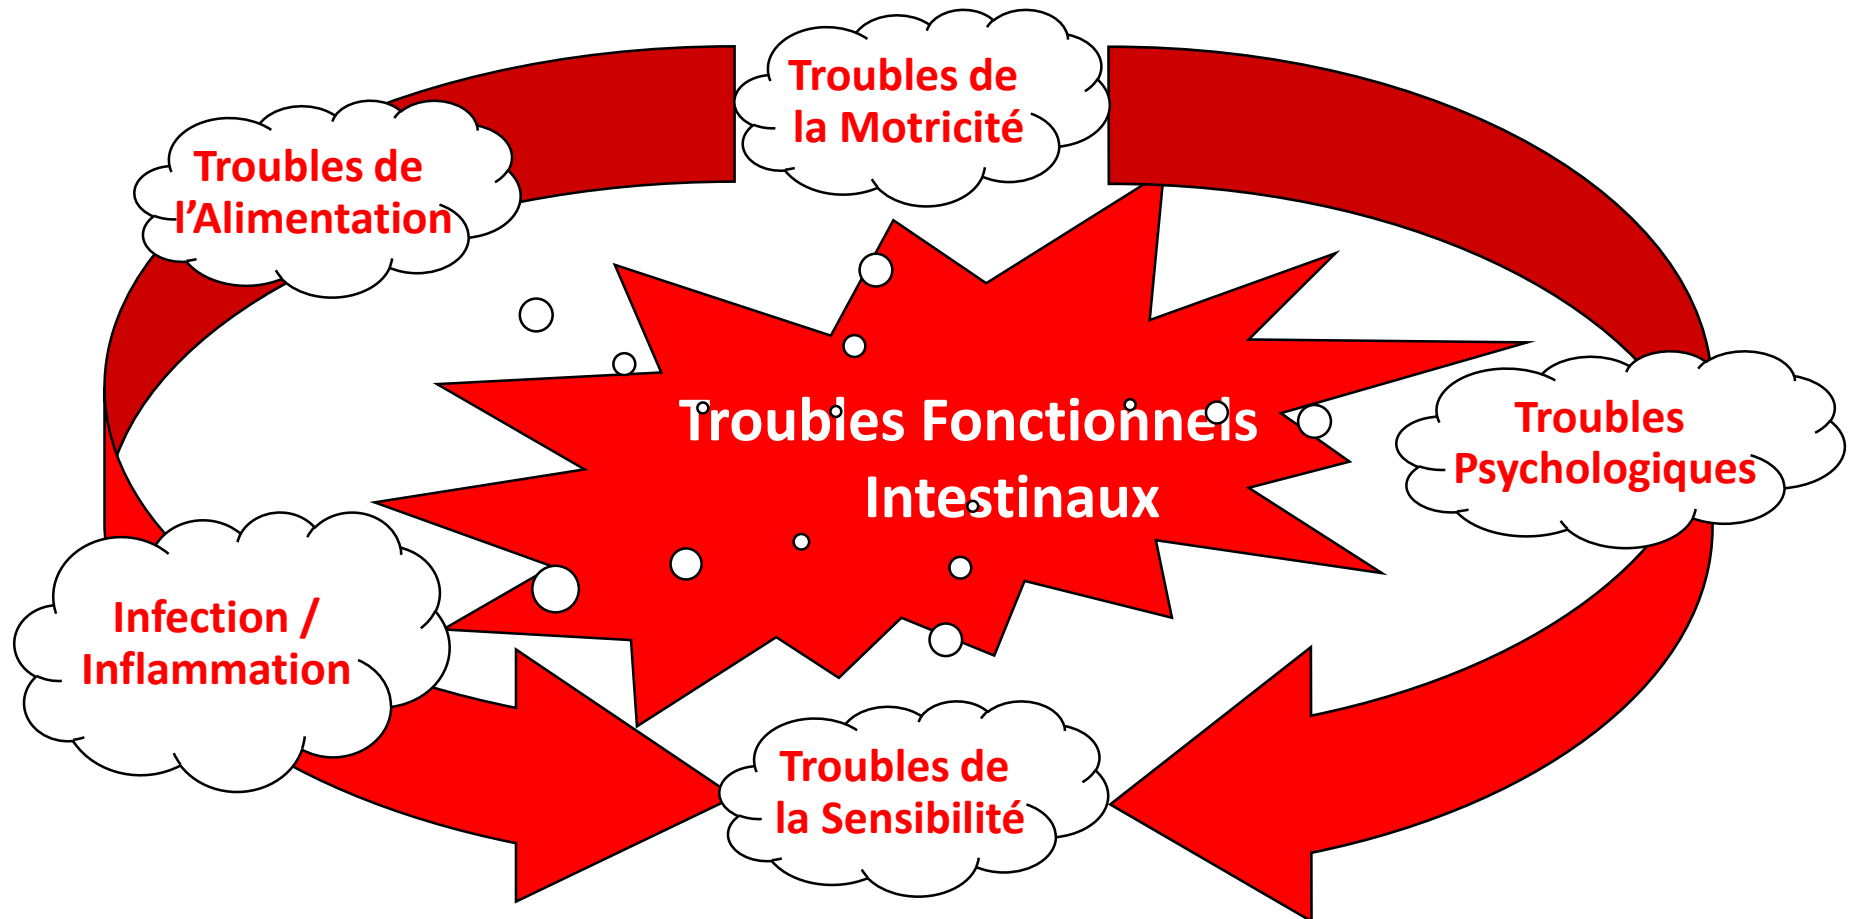 Troubles de
la Motricité
Troubles de
l’Alimentation
Troubles Fonctionnels
Intestinaux
Troubles
Psychologiques
Infection /
Inflammation
Troubles de
la Sensibilité